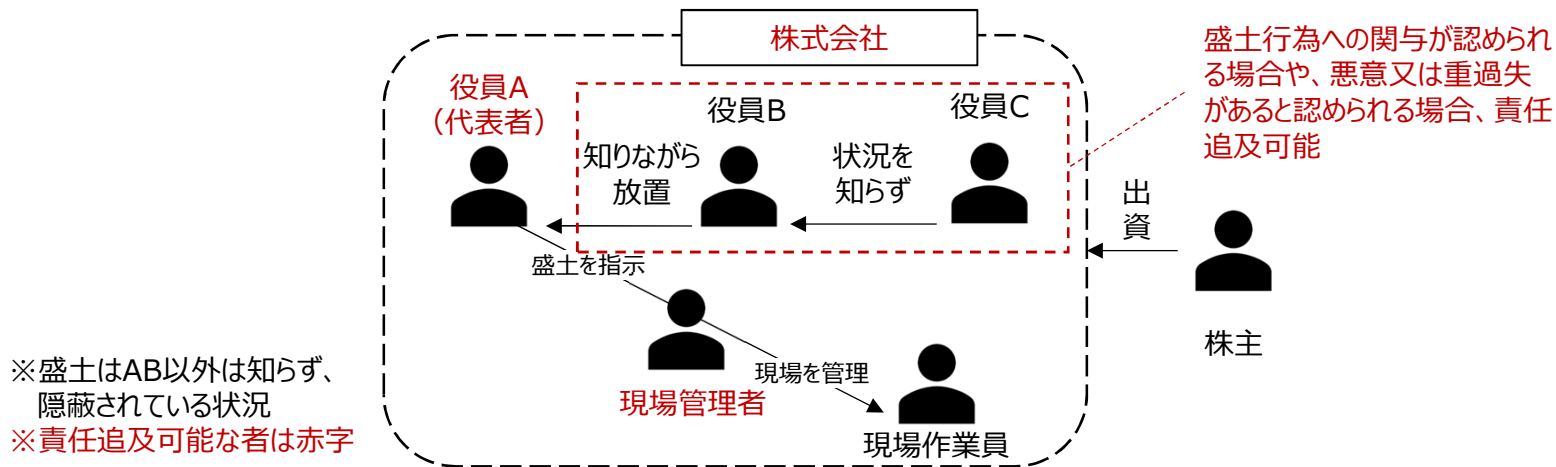 株式会社
役員A
（代表者）
役員B
役員C
知りながら
放置
状況を
知らず
盛土行為への関与が認められ
る場合や、悪意又は重過失
があると認められる場合、責任
追及可能
出
資
盛土を指示
株主
現場を管理
現場管理者
現場作業員
※盛土はAB以外は知らず、
隠蔽されている状況
※責任追及可能な者は赤字